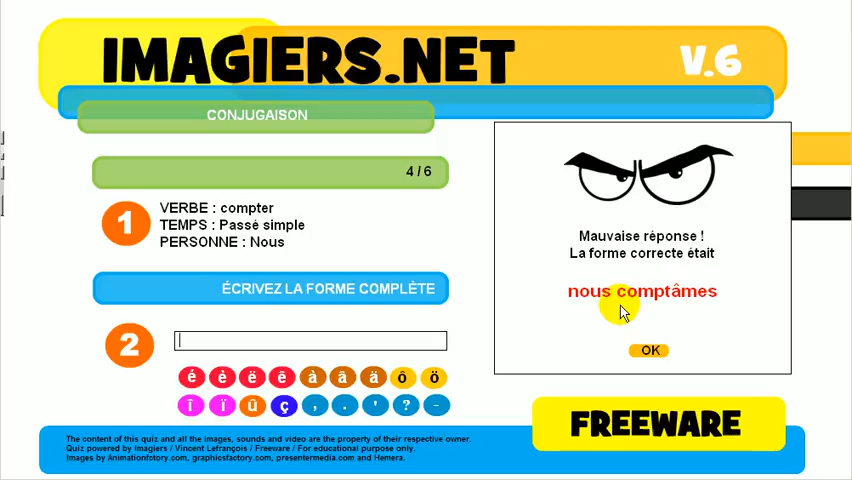 IMAGIERS.NET
V.6
CONJUGAISON
4 / 6
1
VERBE : compter
TEMPS : Passé simple
PERSONNE : Nous
ÉCRIVEZ LA FORME COMPLÈTE
2
é è ë ê à â ä ô ö
î ï û ç , . ' ? -
Mauvaise réponse !
La forme correcte était
nous comptâmes
OK
FREEWARE
The content of this quiz and all the images, sounds and video are the property of their respective owner.
Quiz powered by Imagiers / Vincent Lefrançois / Freeware / For educational purpose only.
Images by Animationfctory.com, graphicsfactory.com, presentermedia.com and Hemera.